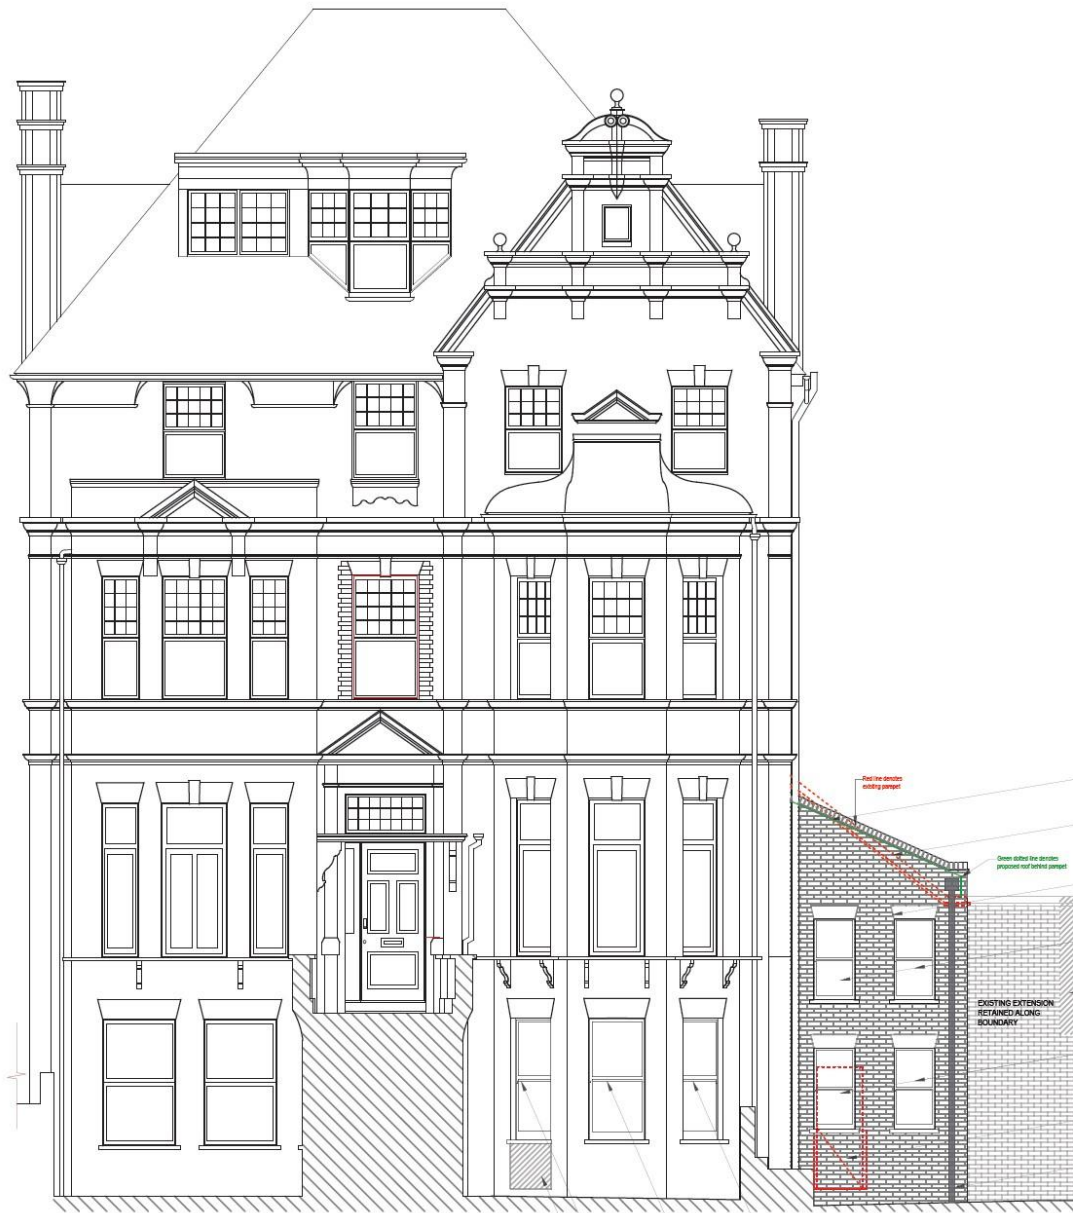 Red line denotes
existing parapet
Green dotted line denotes
proposed roof behind parapet
EXISTING EXTENSION
RETAINED ALONG
BOUNDARY